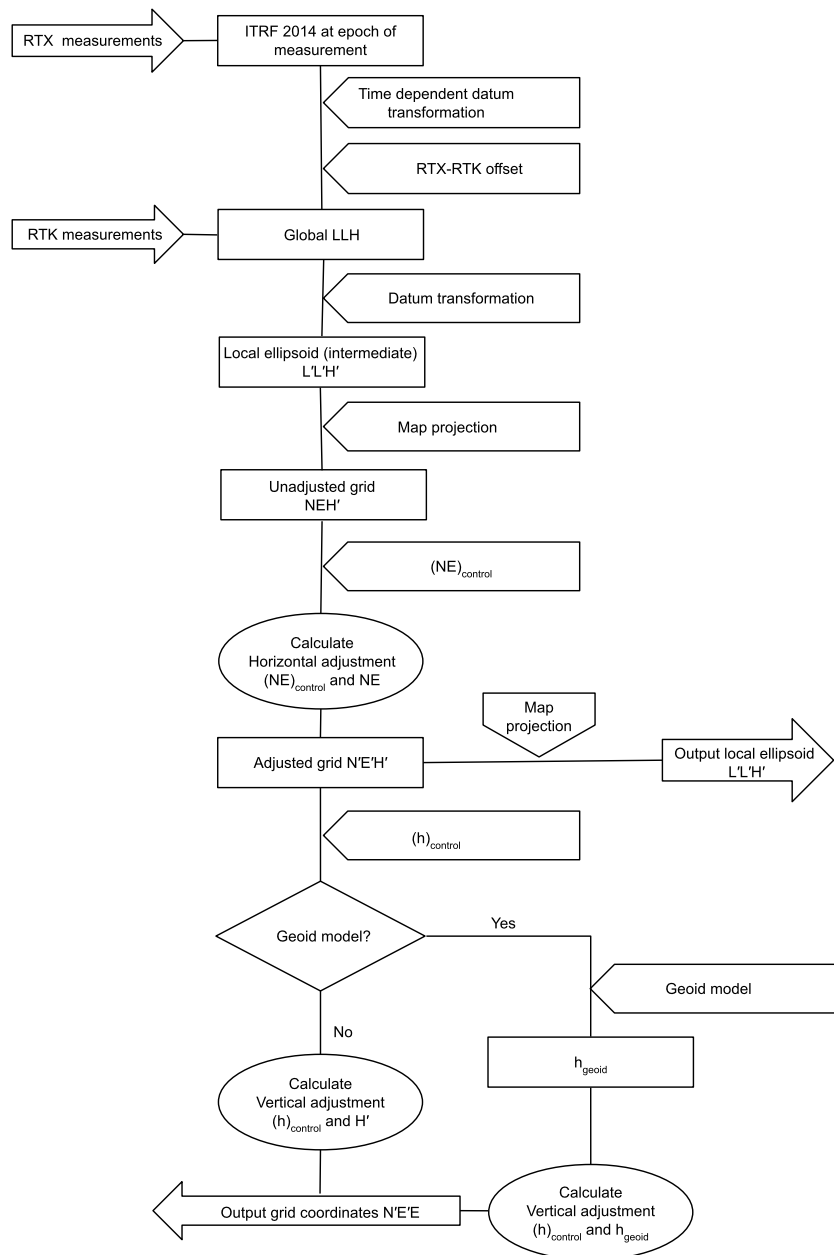 RTX measurements
ITRF 2014 at epoch of
measurement
Time dependent datum
transformation
RTX-RTK offset
RTK measurements
Global LLH
Datum transformation
Local ellipsoid (intermediate)
L′L′H′
Map projection
Unadjusted grid
NEH′
(NE)control
Calculate
Horizontal adjustment
(NE)control and NE
Map
projection
Adjusted grid N′E′H′
Output local ellipsoid
L′L′H′
(h)control
Geoid model?
Yes
Geoid model
No
hgeoid
Calculate
Vertical adjustment
(h)control and H′
Output grid coordinates N′E′E
Calculate
Vertical adjustment
(h)control and hgeoid